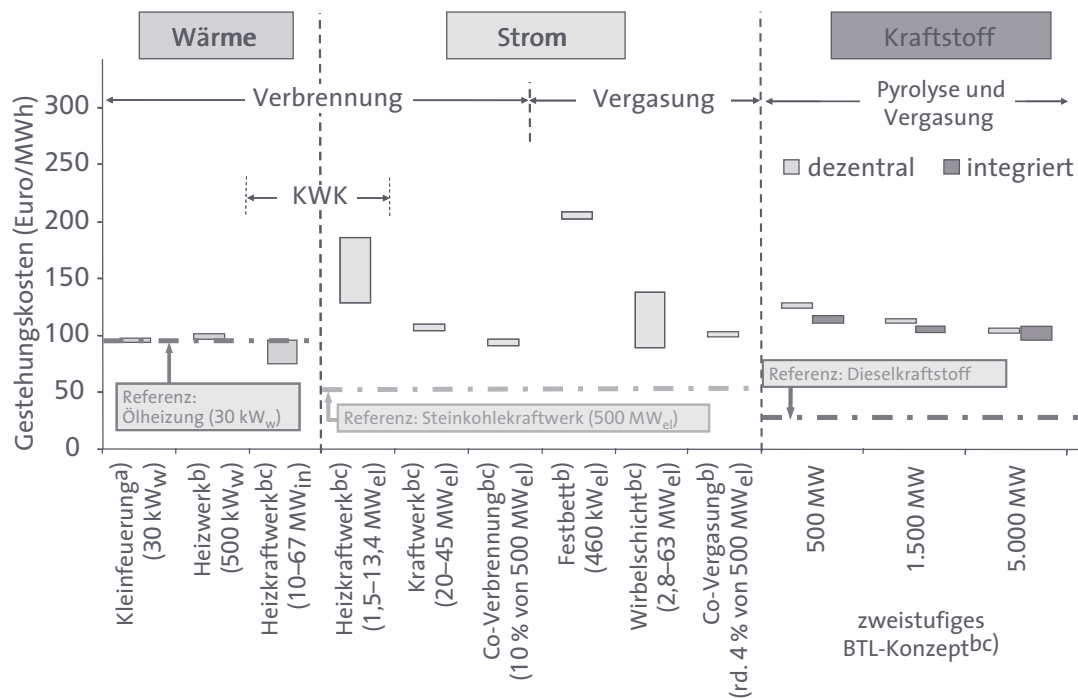 Wärme
Strom
Kraftstoff
Verbrennung
Vergasung
Pyrolyse und
Vergasung
KWK
dezentral
integriert
Gestehungskosten (Euro/MWh)
300
250
200
150
100
50
0
Referenz:
Ölheizung (30 kWw)
Referenz: Steinkohlekraftwerk (500 MWel)
Referenz: Dieselkraftstoff
Kleinfeuerunga)
(30 kWw)
Heizwerkb)
(500 kWw)
Heizkraftwerkbc)
(10–67 MWin)
Heizkraftwerkbc)
(1,5–13,4 MWel)
Kraftwerkbc)
(20–45 MWel)
Co-Verbrennungbc)
(10 % von 500 MWel)
Festbettb)
(460 kWel)
Wirbelschichtbc)
(2,8–63 MWel)
Co-Vergasungb)
(rd. 4 % von 500 MWel)
500 MW
1.500 MW
5.000 MW
zweistufiges
BTL-Konzeptbc)